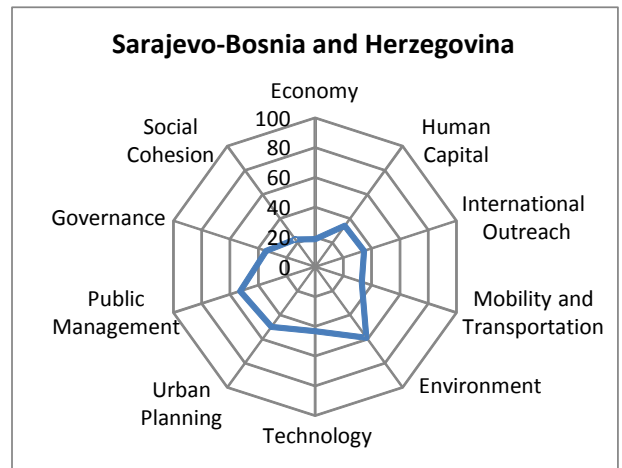 Sarajevo-Bosnia and Herzegovina
Economy
Human
Capital
International
Outreach
Mobility and
Transportation
Environment
Technology
Urban
Planning
Public
Management
Governance
Social
Cohesion
100
80
60
40
20
0